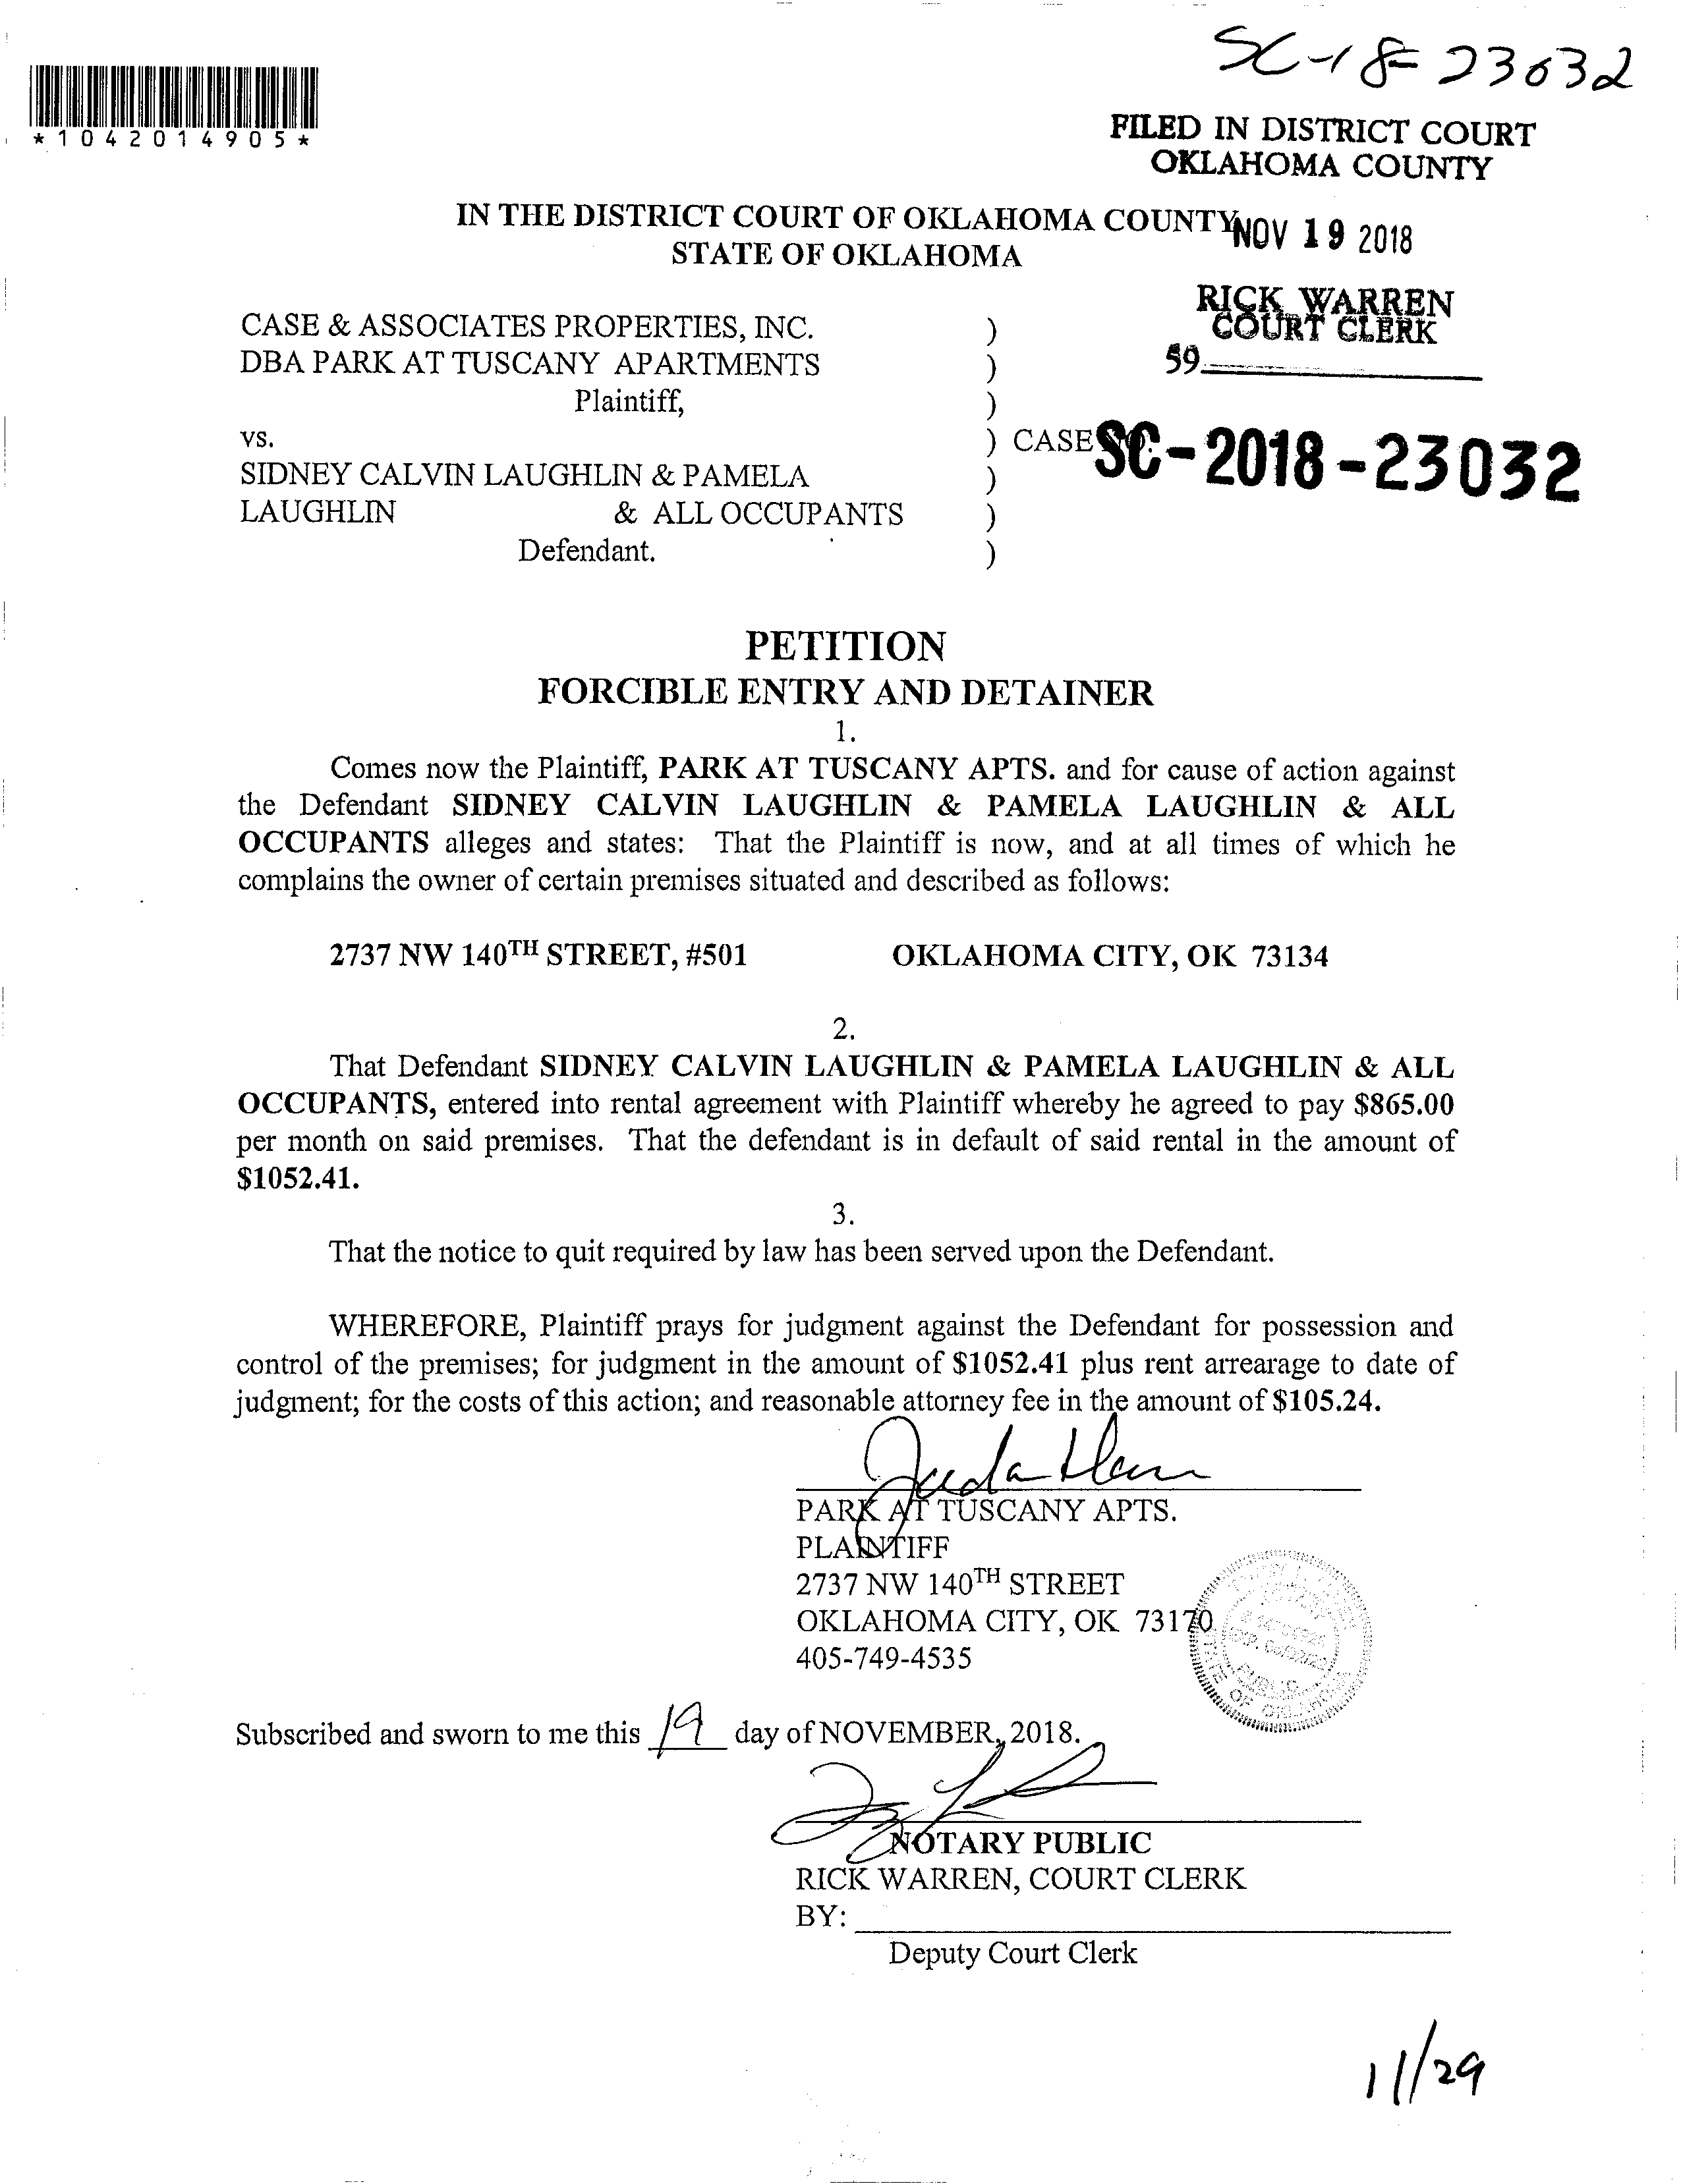 SC-18-23032
*1042014905*
FILED IN DISTRICT COURT
OKLAHOMA COUNTY
IN THE DISTRICT COURT OF OKLAHOMA COUNTY
NOV 19 2018
STATE OF OKLAHOMA
RICK WARREN
COURT CLERK
59
CASE & ASSOCIATES PROPERTIES, INC. )
DBA PARK AT TUSCANY APARTMENTS )
Plaintiff, )
vs. ) CASE SC-2018-23032
SIDNEY CALVIN LAUGHLIN & PAMELA )
LAUGHLIN & ALL OCCUPANTS )
Defendant. )
PETITION
FORCIBLE ENTRY AND DETAINER
1.
Comes now the Plaintiff, PARK AT TUSCANY APTS. and for cause of action against
the Defendant SIDNEY CALVIN LAUGHLIN & PAMELA LAUGHLIN & ALL
OCCUPANTS alleges and states: That the Plaintiff is now, and at all times of which he
complains the owner of certain premises situated and described as follows:
2737 NW 140TH STREET, #501 OKLAHOMA CITY, OK 73134
2.
That Defendant SIDNEY CALVIN LAUGHLIN & PAMELA LAUGHLIN & ALL
OCCUPANTS, entered into rental agreement with Plaintiff whereby he agreed to pay $865.00
per month on said premises. That the defendant is in default of said rental in the amount of
$1052.41.
3.
That the notice to quit required by law has been served upon the Defendant.
WHEREFORE, Plaintiff prays for judgment against the Defendant for possession and
control of the premises; for judgment in the amount of $1052.41 plus rent arrearage to date of
judgment; for the costs of this action; and reasonable attorney fee in the amount of $105.24.
PARK AT TUSCANY APTS.
PLAINTIFF
2737 NW 140TH STREET
OKLAHOMA CITY, OK 73170
405-749-4535
PUBLIC
Subscribed and sworn to me this 19 day of NOVEMBER, 2018.
NOTARY PUBLIC
RICK WARREN, COURT CLERK
BY:
Deputy Court Clerk
11/29